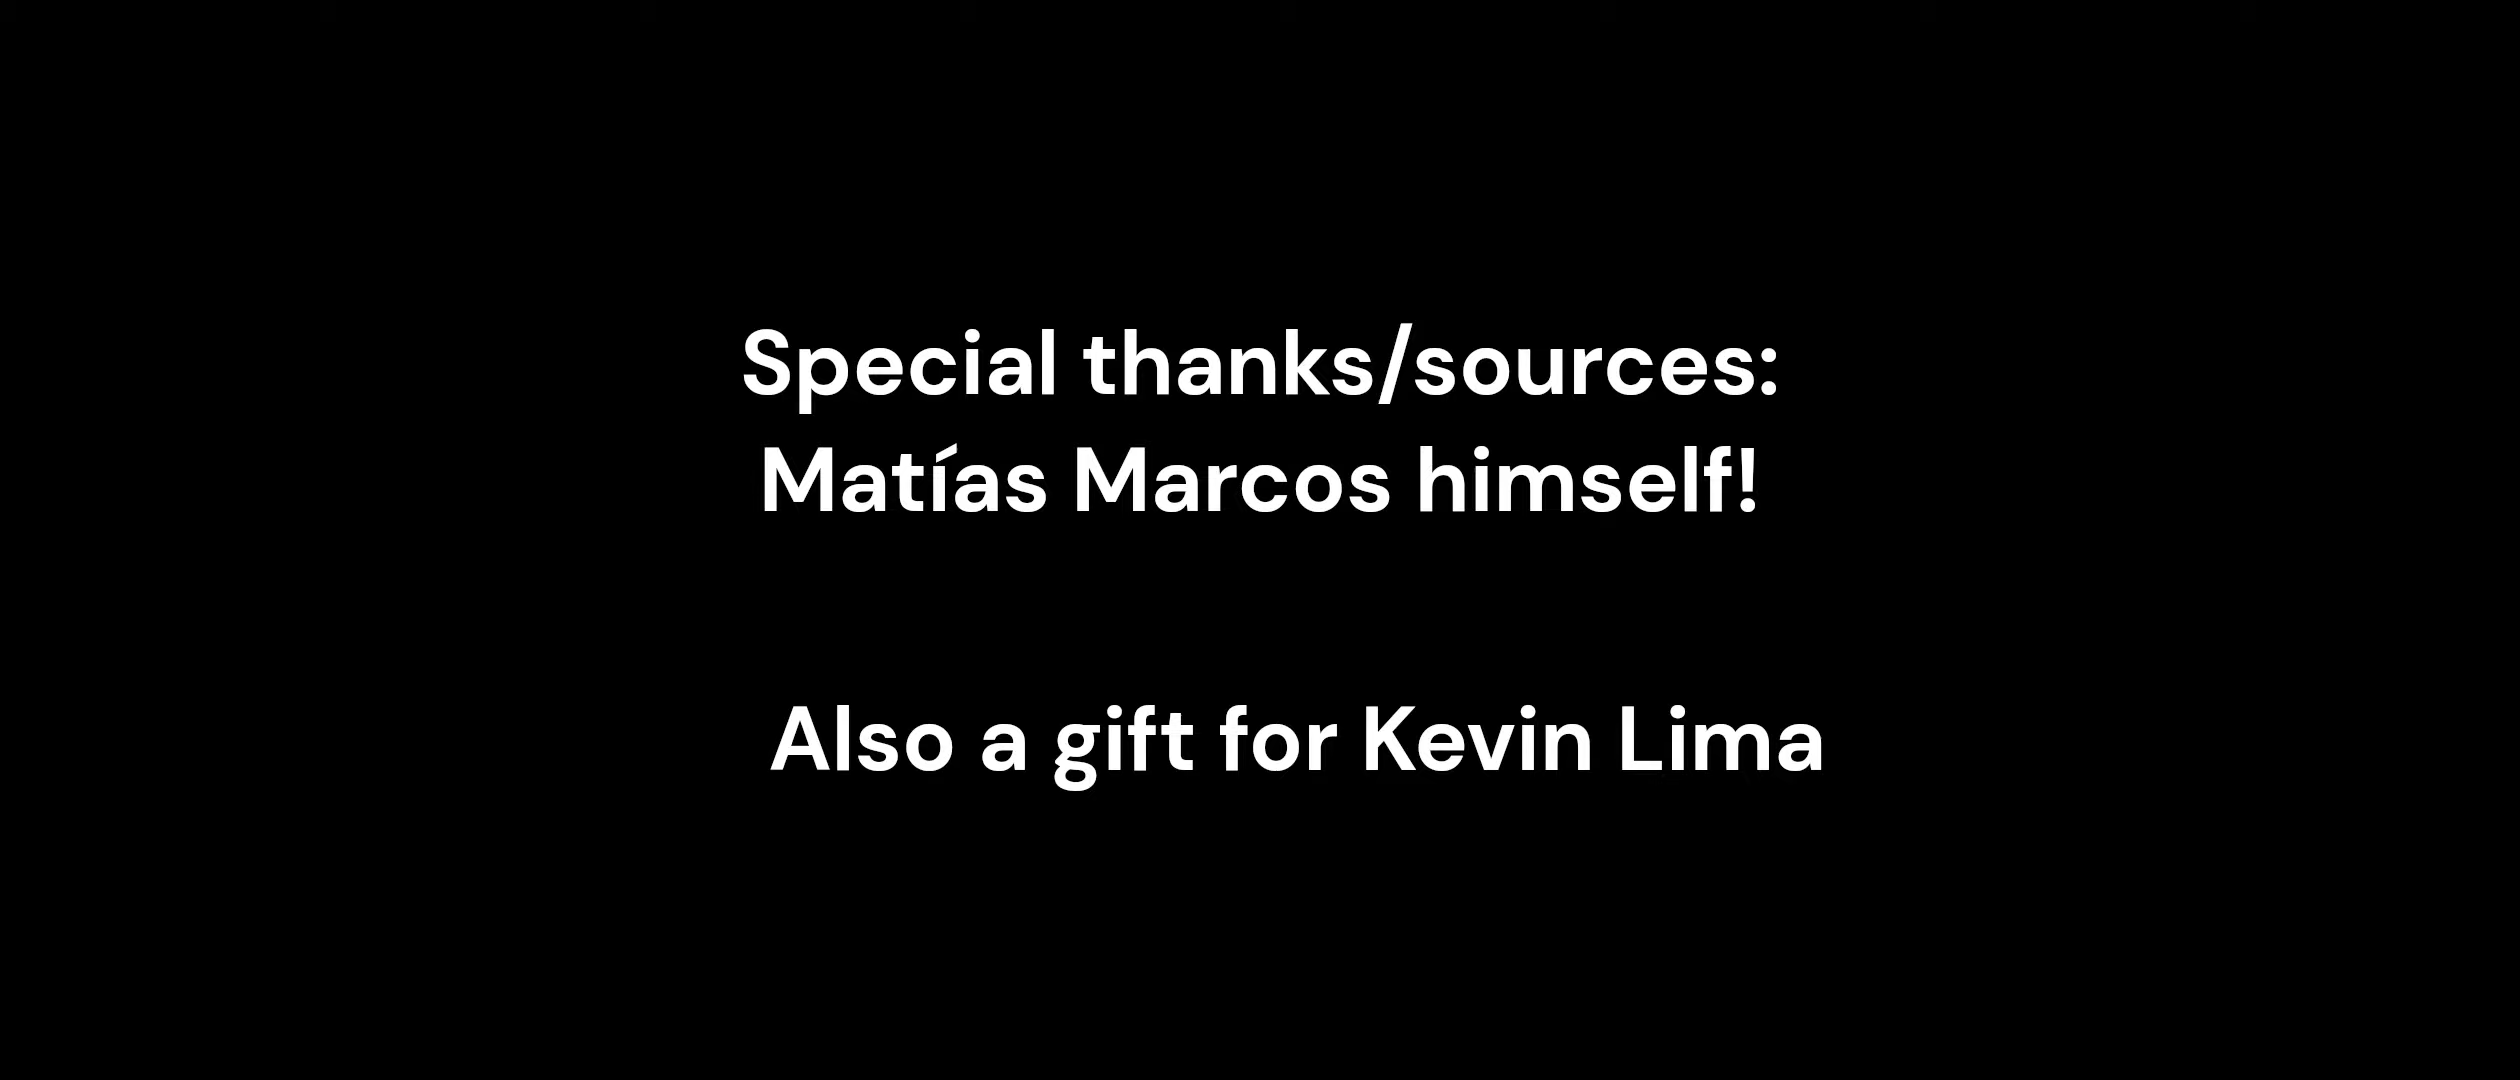 Special thanks/sources:
Matías Marcos himself!
Also a gift for Kevin Lima